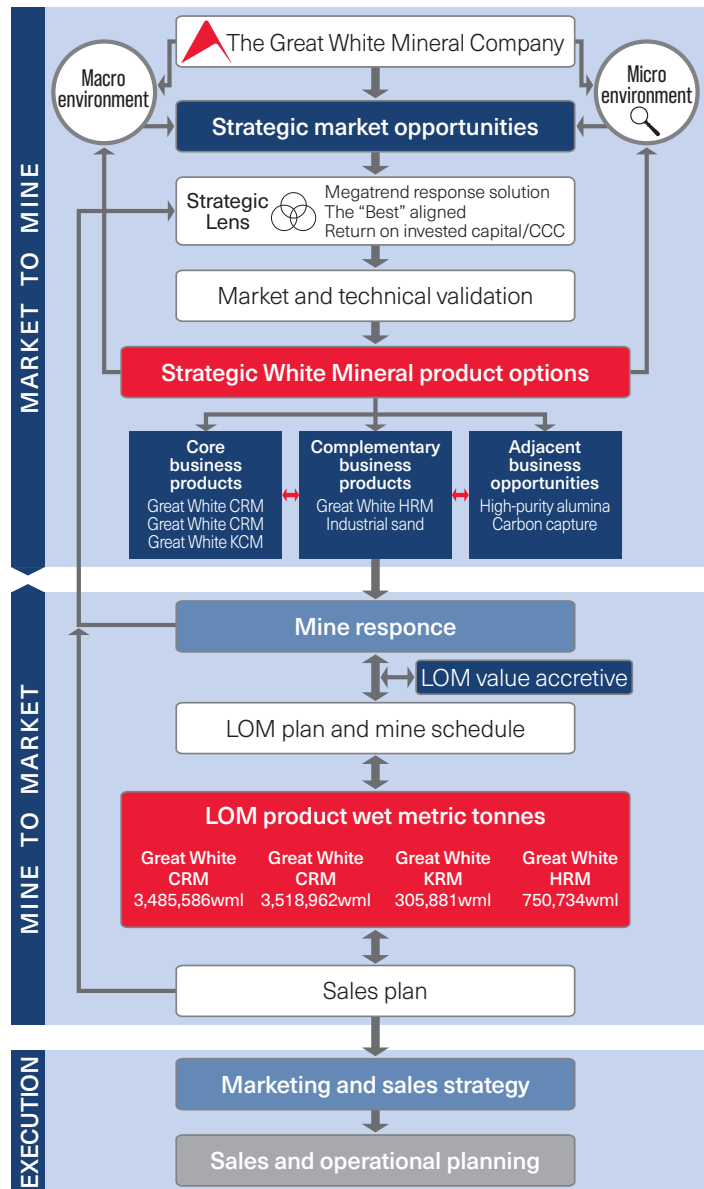 MARKET TO MINE
The Great White Mineral Company
Macro
environment
Micro
environment
Strategic market opportunities
Strategic
Lens
Megatrend response solution
The “Best” aligned
Return on invested capital/CCC
Market and technical validation
Strategic White Mineral product options
Core
business
products
Great White CRM
Great White CRM
Great White KCM
Complementary
business
products
Great White HRM
Industrial sand
Adjacent
business
opportunities
High-purity alumina
Carbon capture
MINE TO MARKET
Mine responce
LOM value accretive
LOM plan and mine schedule
LOM product wet metric tonnes
Great White
CRM
3,485,586wml
Great White
CRM
3,518,962wml
Great White
KRM
305,881wml
Great White
HRM
750,734wml
Sales plan
EXECUTION
Marketing and sales strategy
Sales and operational planning